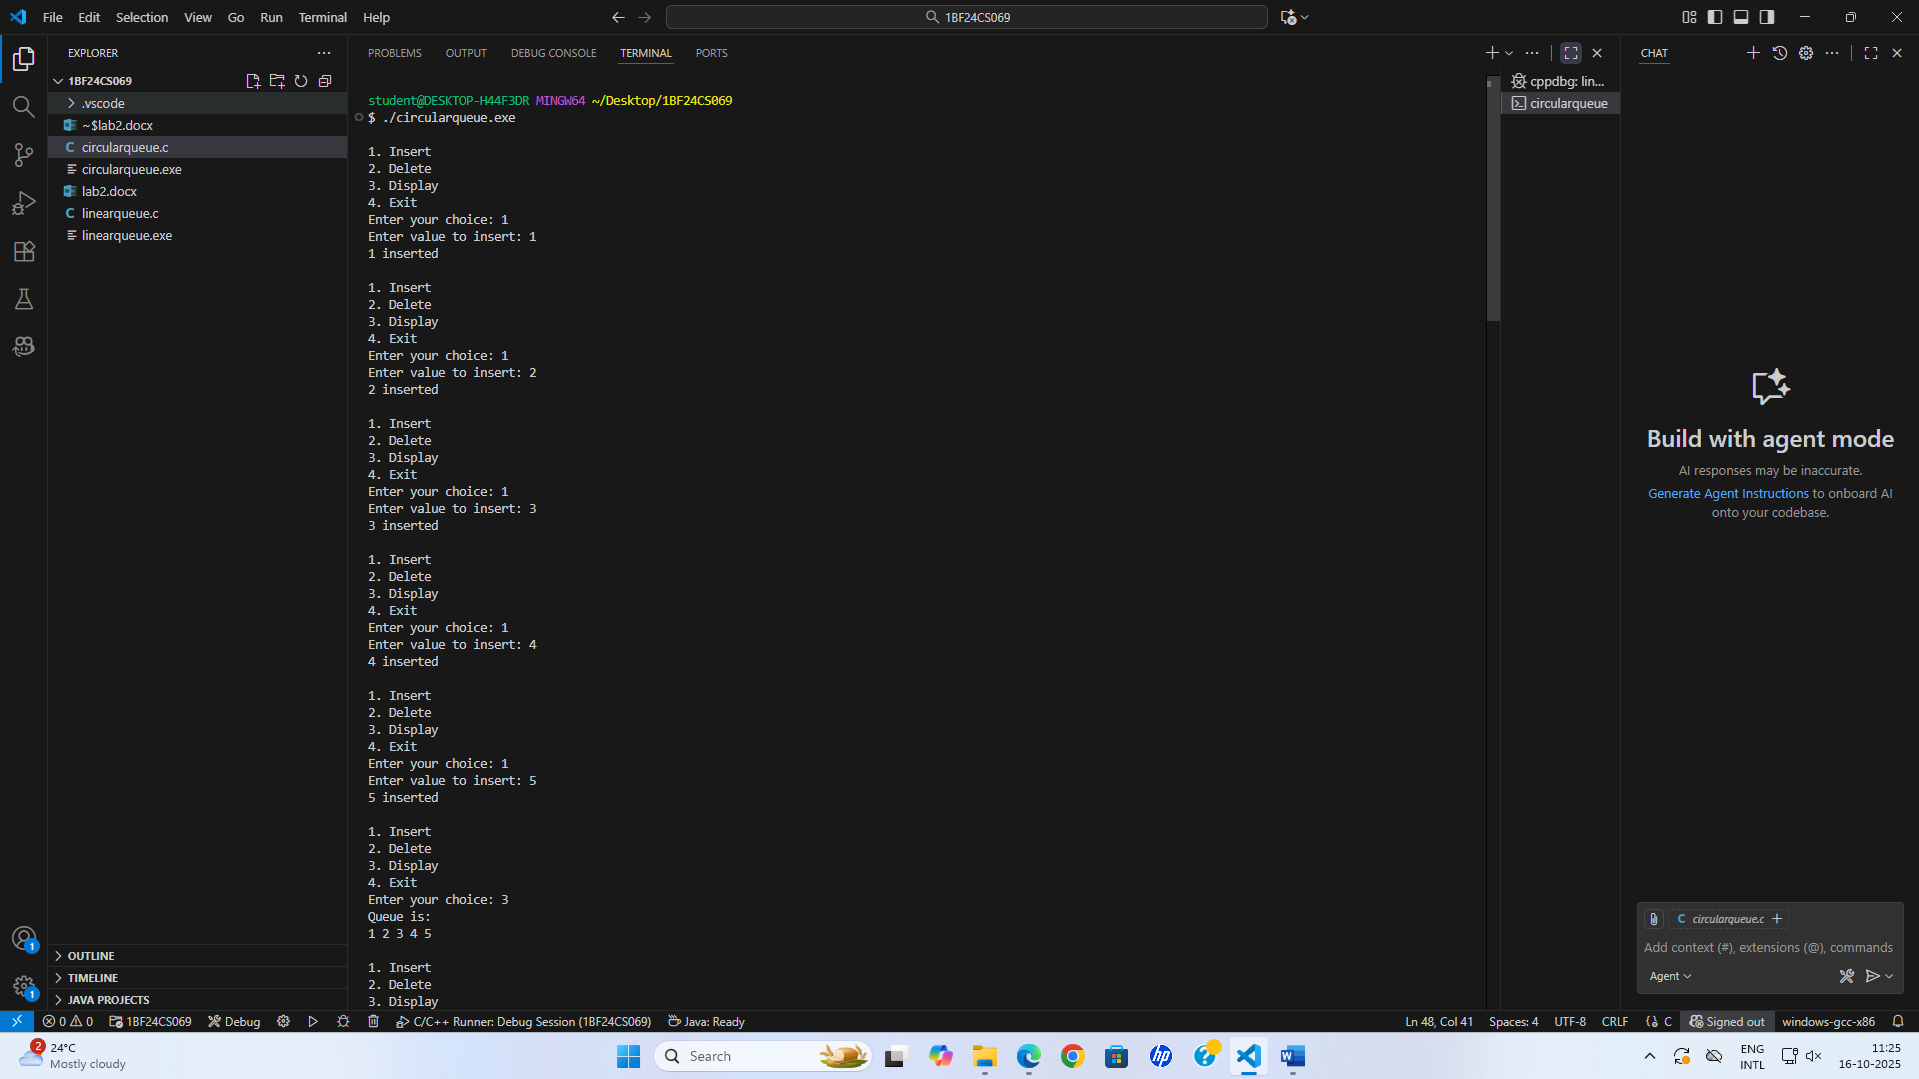 File Edit Selection View Go Run Terminal Help
1BF24CS069
EXPLORER
1BF24CS069
.vscode
~$lab2.docx
C circularqueue.c
circularqueue.exe
lab2.docx
C linearqueue.c
linearqueue.exe
OUTLINE
TIMELINE
JAVA PROJECTS
PROBLEMS OUTPUT DEBUG CONSOLE TERMINAL PORTS
student@DESKTOP-H44F3DR MINGW64 ~/Desktop/1BF24CS069
$ ./circularqueue.exe
1. Insert
2. Delete
3. Display
4. Exit
Enter your choice: 1
Enter value to insert: 1
1 inserted
1. Insert
2. Delete
3. Display
4. Exit
Enter your choice: 1
Enter value to insert: 2
2 inserted
1. Insert
2. Delete
3. Display
4. Exit
Enter your choice: 1
Enter value to insert: 3
3 inserted
1. Insert
2. Delete
3. Display
4. Exit
Enter your choice: 1
Enter value to insert: 4
4 inserted
1. Insert
2. Delete
3. Display
4. Exit
Enter your choice: 1
Enter value to insert: 5
5 inserted
1. Insert
2. Delete
3. Display
4. Exit
Enter your choice: 3
Queue is:
1 2 3 4 5
1. Insert
2. Delete
3. Display
cppdbg: lin...
circularqueue
CHAT
Build with agent mode
AI responses may be inaccurate.
Generate Agent Instructions to onboard AI
onto your codebase.
C circularqueue.c
Add context (#), extensions (@), commands
Agent
1
1
0 0 1BF24CS069 Debug C/C++ Runner: Debug Session (1BF24CS069) Java: Ready
Ln 48, Col 41 Spaces: 4 UTF-8 CRLF {} C Signed out windows-gcc-x86
2
24°C
Mostly cloudy
Search
hp
ENG
INTL
11:25
16-10-2025